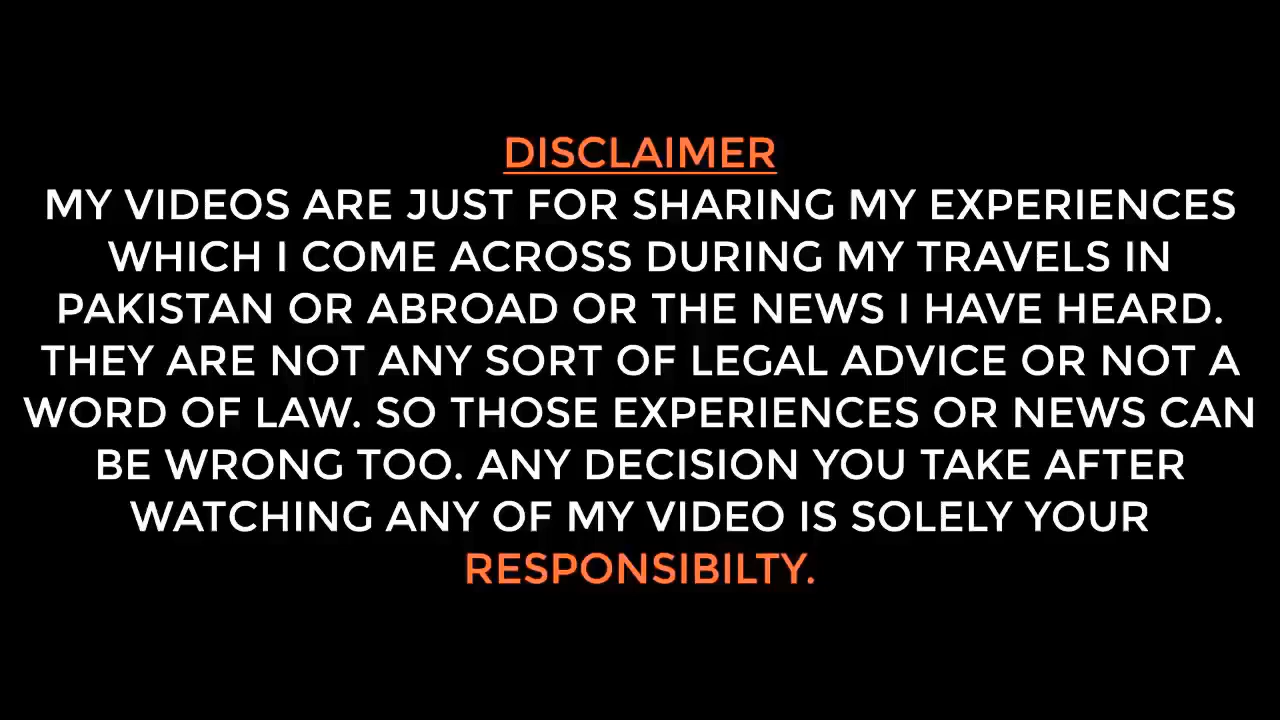 DISCLAIMER
MY VIDEOS ARE JUST FOR SHARING MY EXPERIENCES
WHICH I COME ACROSS DURING MY TRAVELS IN
PAKISTAN OR ABROAD OR THE NEWS I HAVE HEARD.
THEY ARE NOT ANY SORT OF LEGAL ADVICE OR NOT A
WORD OF LAW. SO THOSE EXPERIENCES OR NEWS CAN
BE WRONG TOO. ANY DECISION YOU TAKE AFTER
WATCHING ANY OF MY VIDEO IS SOLELY YOUR
RESPONSIBILTY.